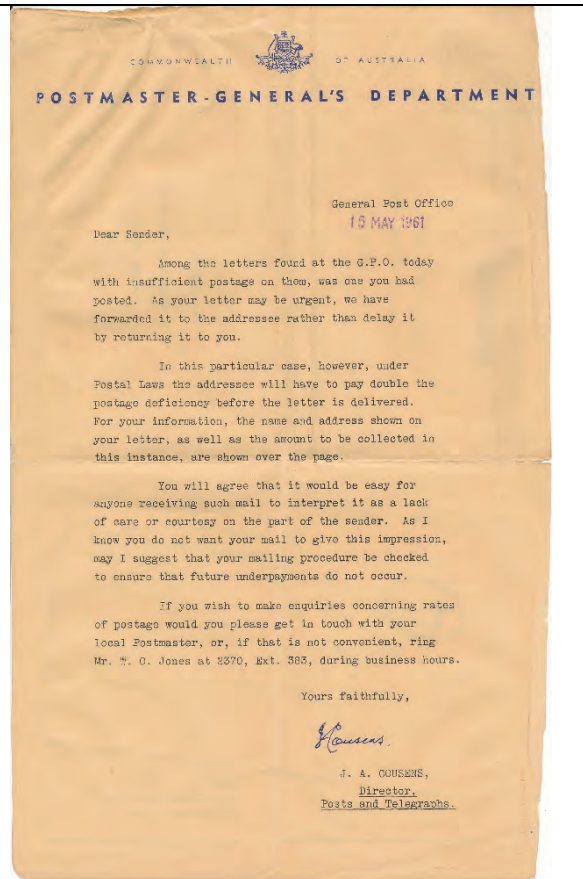 COMMONWEALTH OF AUSTRALIA
POSTMASTER-GENERAL'S DEPARTMENT
General Post Office
15 MAY 1961
Dear Sender,
Among the letters found at the G.P.O. today
with insufficient postage on them, was one you had
posted. As your letter may be urgent, we have
forwarded it to the addressee rather than delay it
by returning it to you.
In this particular case, however, under
Postal Laws the addressee will have to pay double the
postage deficiency before the letter is delivered.
For your information, the name and address shown on
your letter, as well as the amount to be collected in
this instance, are shown over the page.
You will agree that it would be easy for
anyone receiving such mail to interpret it as a lack
of care or courtesy on the part of the sender. As I
know you do not want your mail to give this impression,
may I suggest that your mailing procedure be checked
to ensure that future underpayments do not occur.
If you wish to make enquiries concerning rates
of postage would you please get in touch with your
local Postmaster, or, if that is not convenient, ring
Mr. Jones at 2370, Ext. 383, during business hours.
Yours faithfully,
J Cousens.
J. A. COUSENS,
Director,
Posts and Telegraphs.